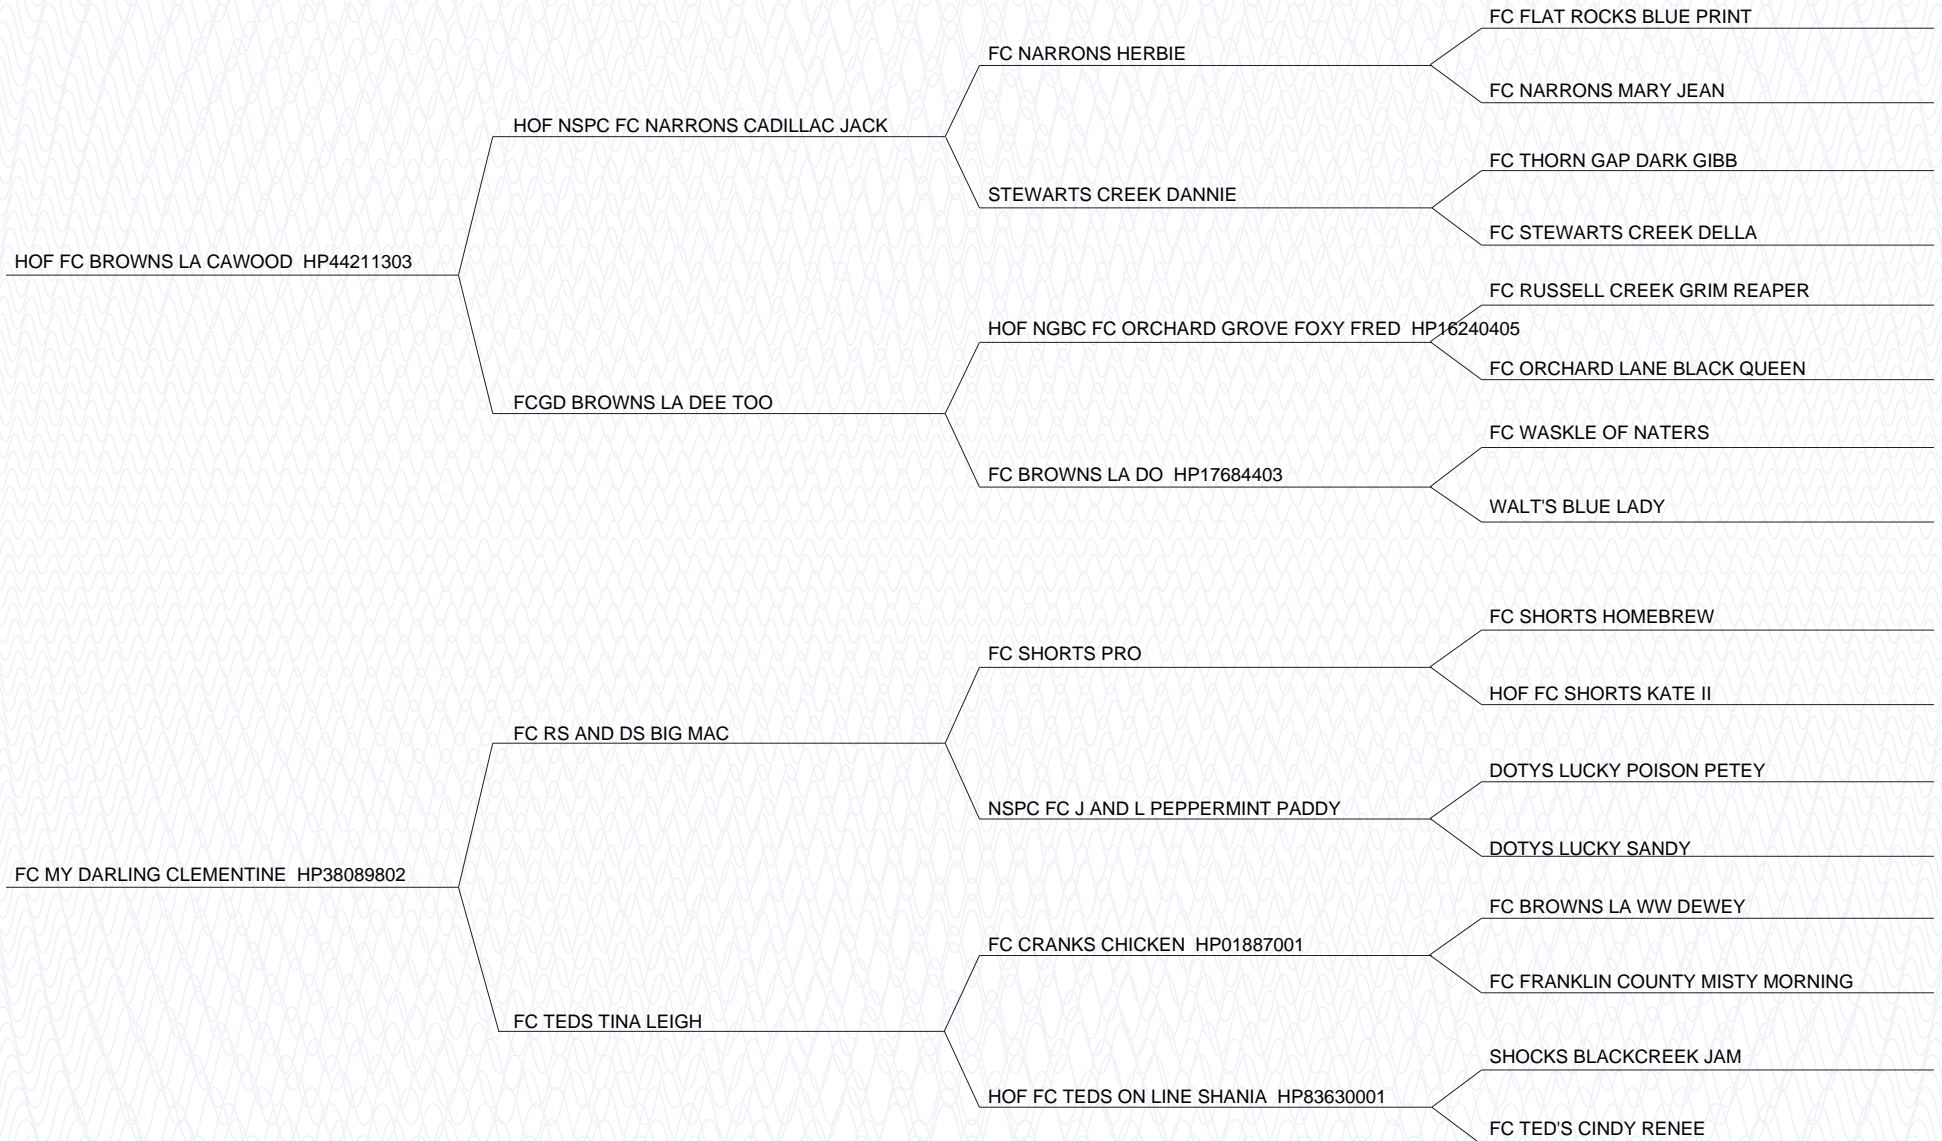 FC FLAT ROCKS BLUE PRINT
FC NARRONS HERBIE
FC NARRONS MARY JEAN
HOF NSPC FC NARRONS CADILLAC JACK
FC THORN GAP DARK GIBB
STEWARTS CREEK DANNIE
FC STEWARTS CREEK DELLA
HOF FC BROWNS LA CAWOOD HP44211303
FC RUSSELL CREEK GRIM REAPER
HOF NGBC FC ORCHARD GROVE FOXY FRED HP16240405
FC ORCHARD LANE BLACK QUEEN
FCGD BROWNS LA DEE TOO
FC WASKLE OF NATERS
FC BROWNS LA DO HP17684403
WALT'S BLUE LADY
FC SHORTS HOMEBREW
FC SHORTS PRO
HOF FC SHORTS KATE II
FC RS AND DS BIG MAC
DOTYS LUCKY POISON PETEY
NSPC FC J AND L PEPPERMINT PADDY
DOTYS LUCKY SANDY
FC MY DARLING CLEMENTINE HP38089802
FC BROWNS LA WW DEWEY
FC CRANKS CHICKEN HP01887001
FC FRANKLIN COUNTY MISTY MORNING
FC TEDS TINA LEIGH
SHOCKS BLACKCREEK JAM
HOF FC TEDS ON LINE SHANIA HP83630001
FC TED'S CINDY RENEE